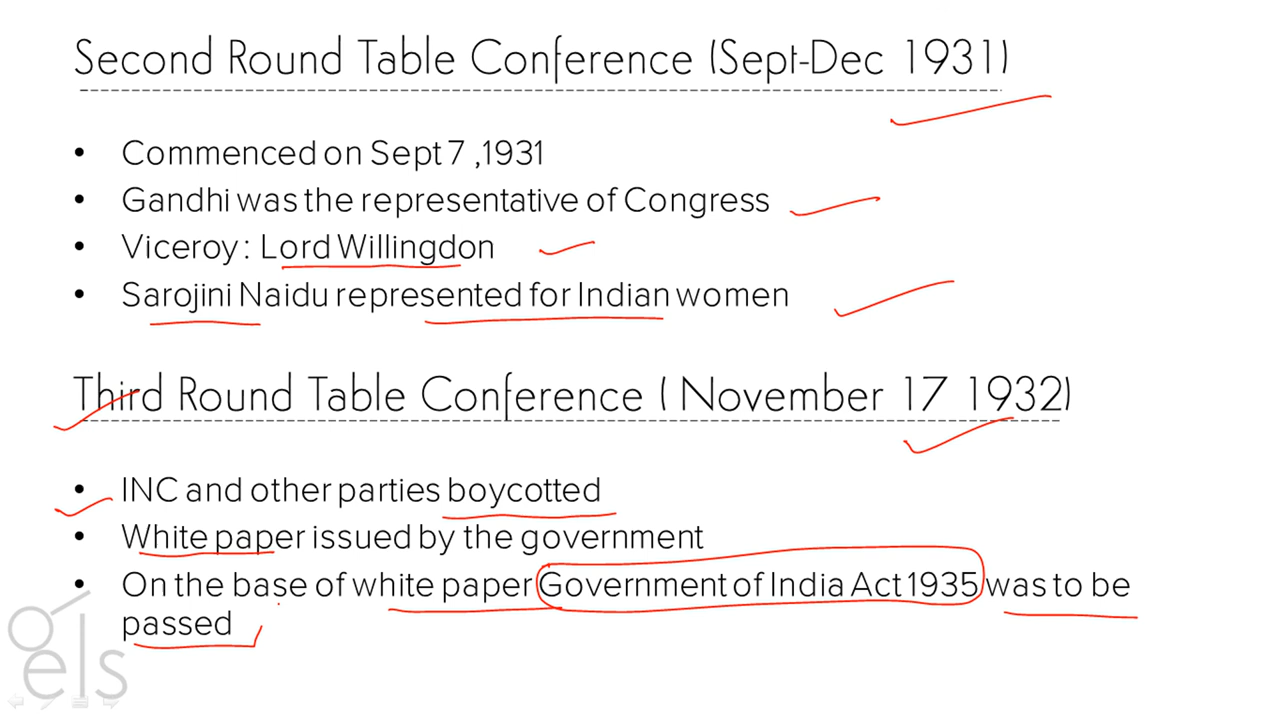 Second Round Table Conference (Sept-Dec 1931)
• Commenced on Sept 7 ,1931
• Gandhi was the representative of Congress
• Viceroy : Lord Willingdon
• Sarojini Naidu represented for Indian women
Third Round Table Conference ( November 17 1932)
• INC and other parties boycotted
• White paper issued by the government
• On the base of white paper Government of India Act 1935 was to be
passed
gels